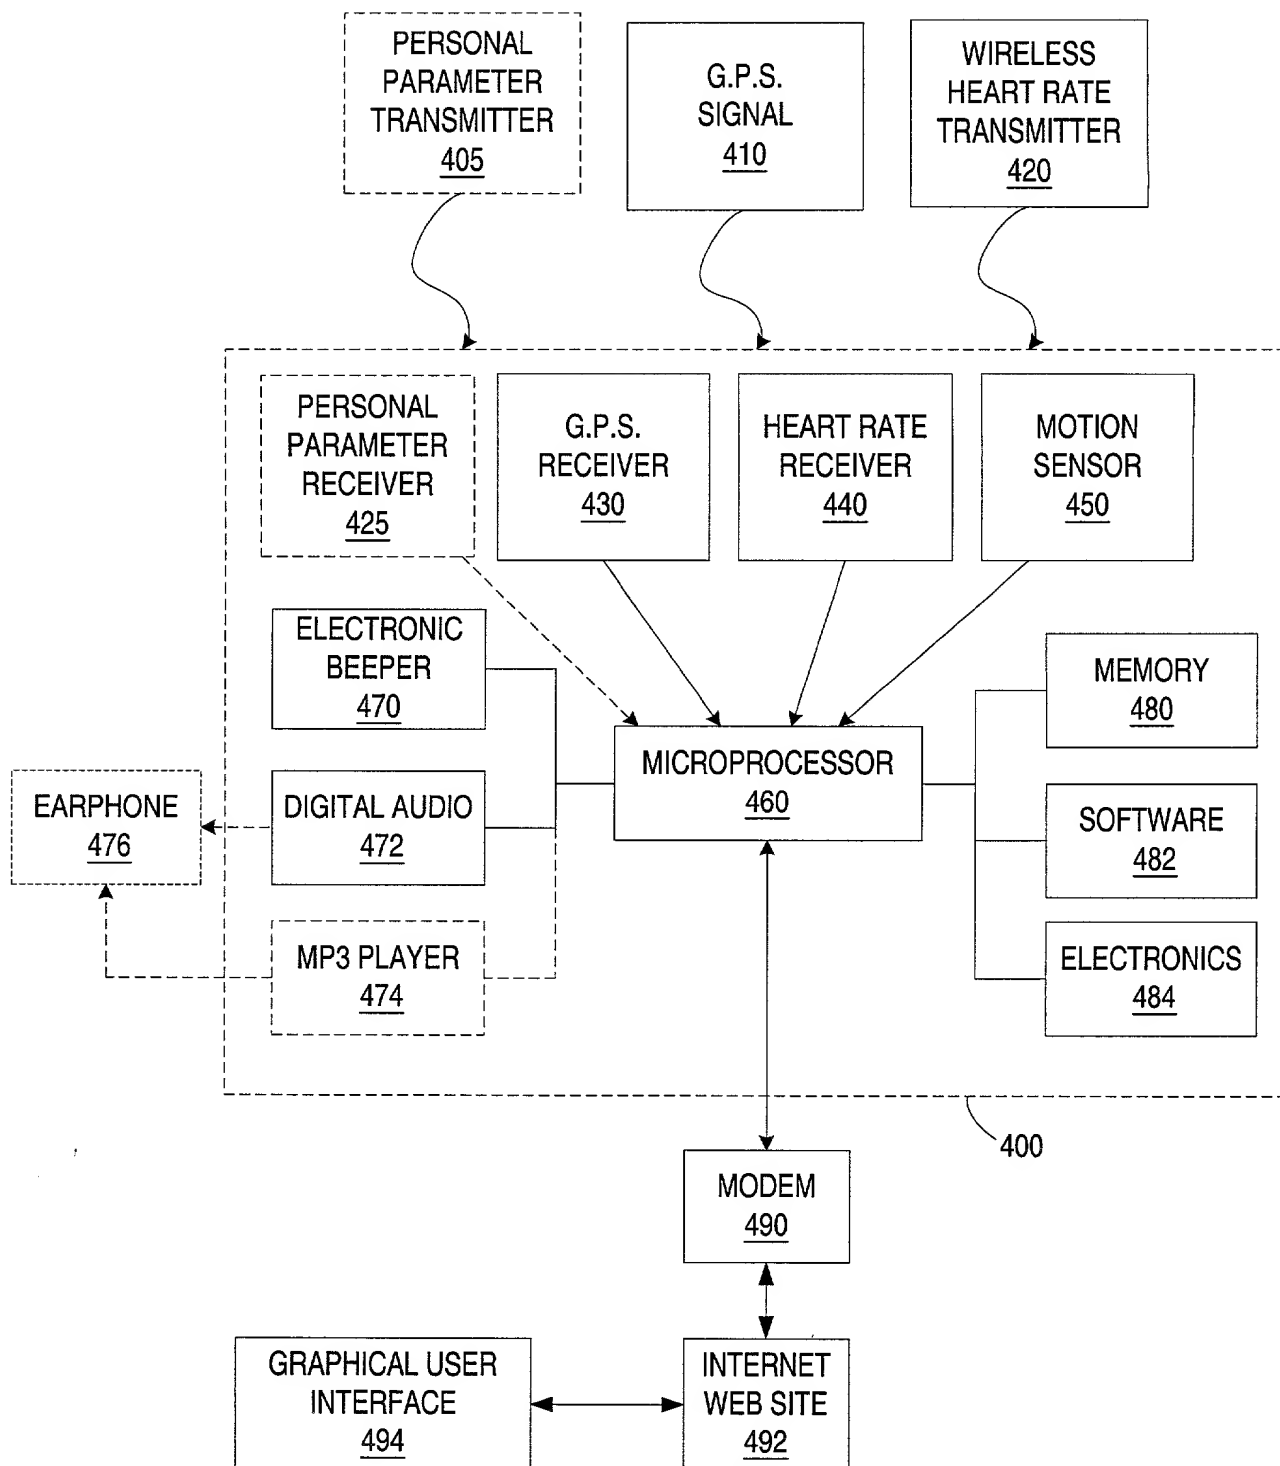 PERSONAL
PARAMETER
TRANSMITTER
405
G.P.S.
SIGNAL
410
WIRELESS
HEART RATE
TRANSMITTER
420
PERSONAL
PARAMETER
RECEIVER
425
G.P.S.
RECEIVER
430
HEART RATE
RECEIVER
440
MOTION
SENSOR
450
ELECTRONIC
BEEPER
470
MICROPROCESSOR
460
MEMORY
480
EARPHONE
476
DIGITAL AUDIO
472
SOFTWARE
482
MP3 PLAYER
474
ELECTRONICS
484
400
MODEM
490
GRAPHICAL USER
INTERFACE
494
INTERNET
WEB SITE
492